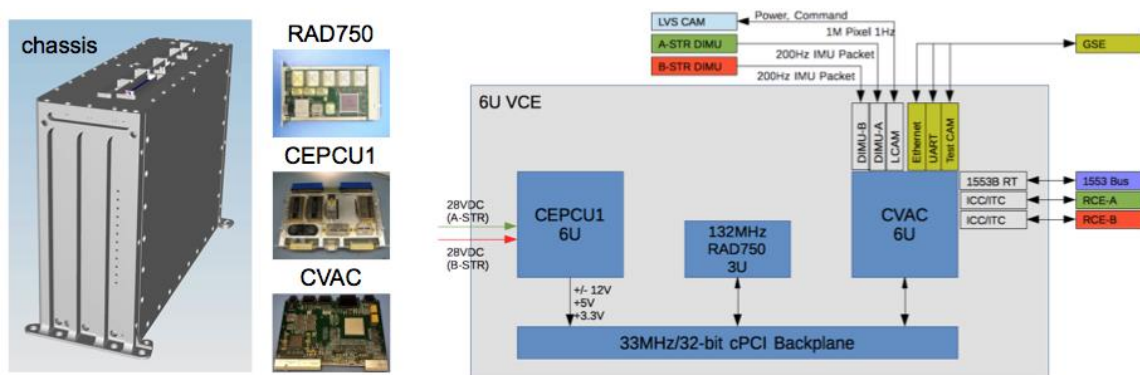 chassis
RAD750
CEPCU1
CVAC
LVS CAM
A-STR DIMU
B-STR DIMU
Power, Command
1M Pixel 1Hz
200Hz IMU Packet
200Hz IMU Packet
GSE
6U VCE
DIMU-B
DIMU-A
LCAM
Ethernet
UART
Test CAM
28VDC
(A-STR)
28VDC
(B-STR)
CEPCU1
6U
132MHz
RAD750
3U
CVAC
6U
1553B RT
ICC/ITC
ICC/ITC
1553 Bus
RCE-A
RCE-B
+/- 12V
+5V
+3.3V
33MHz/32-bit cPCI Backplane